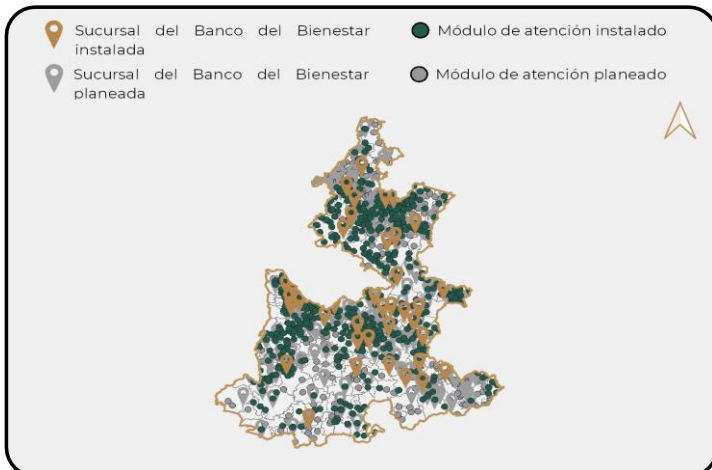 Sucursal del Banco del Bienestar
instalada
Módulo de atención instalado
Sucursal del Banco del Bienestar
planeada
Módulo de atención planeado